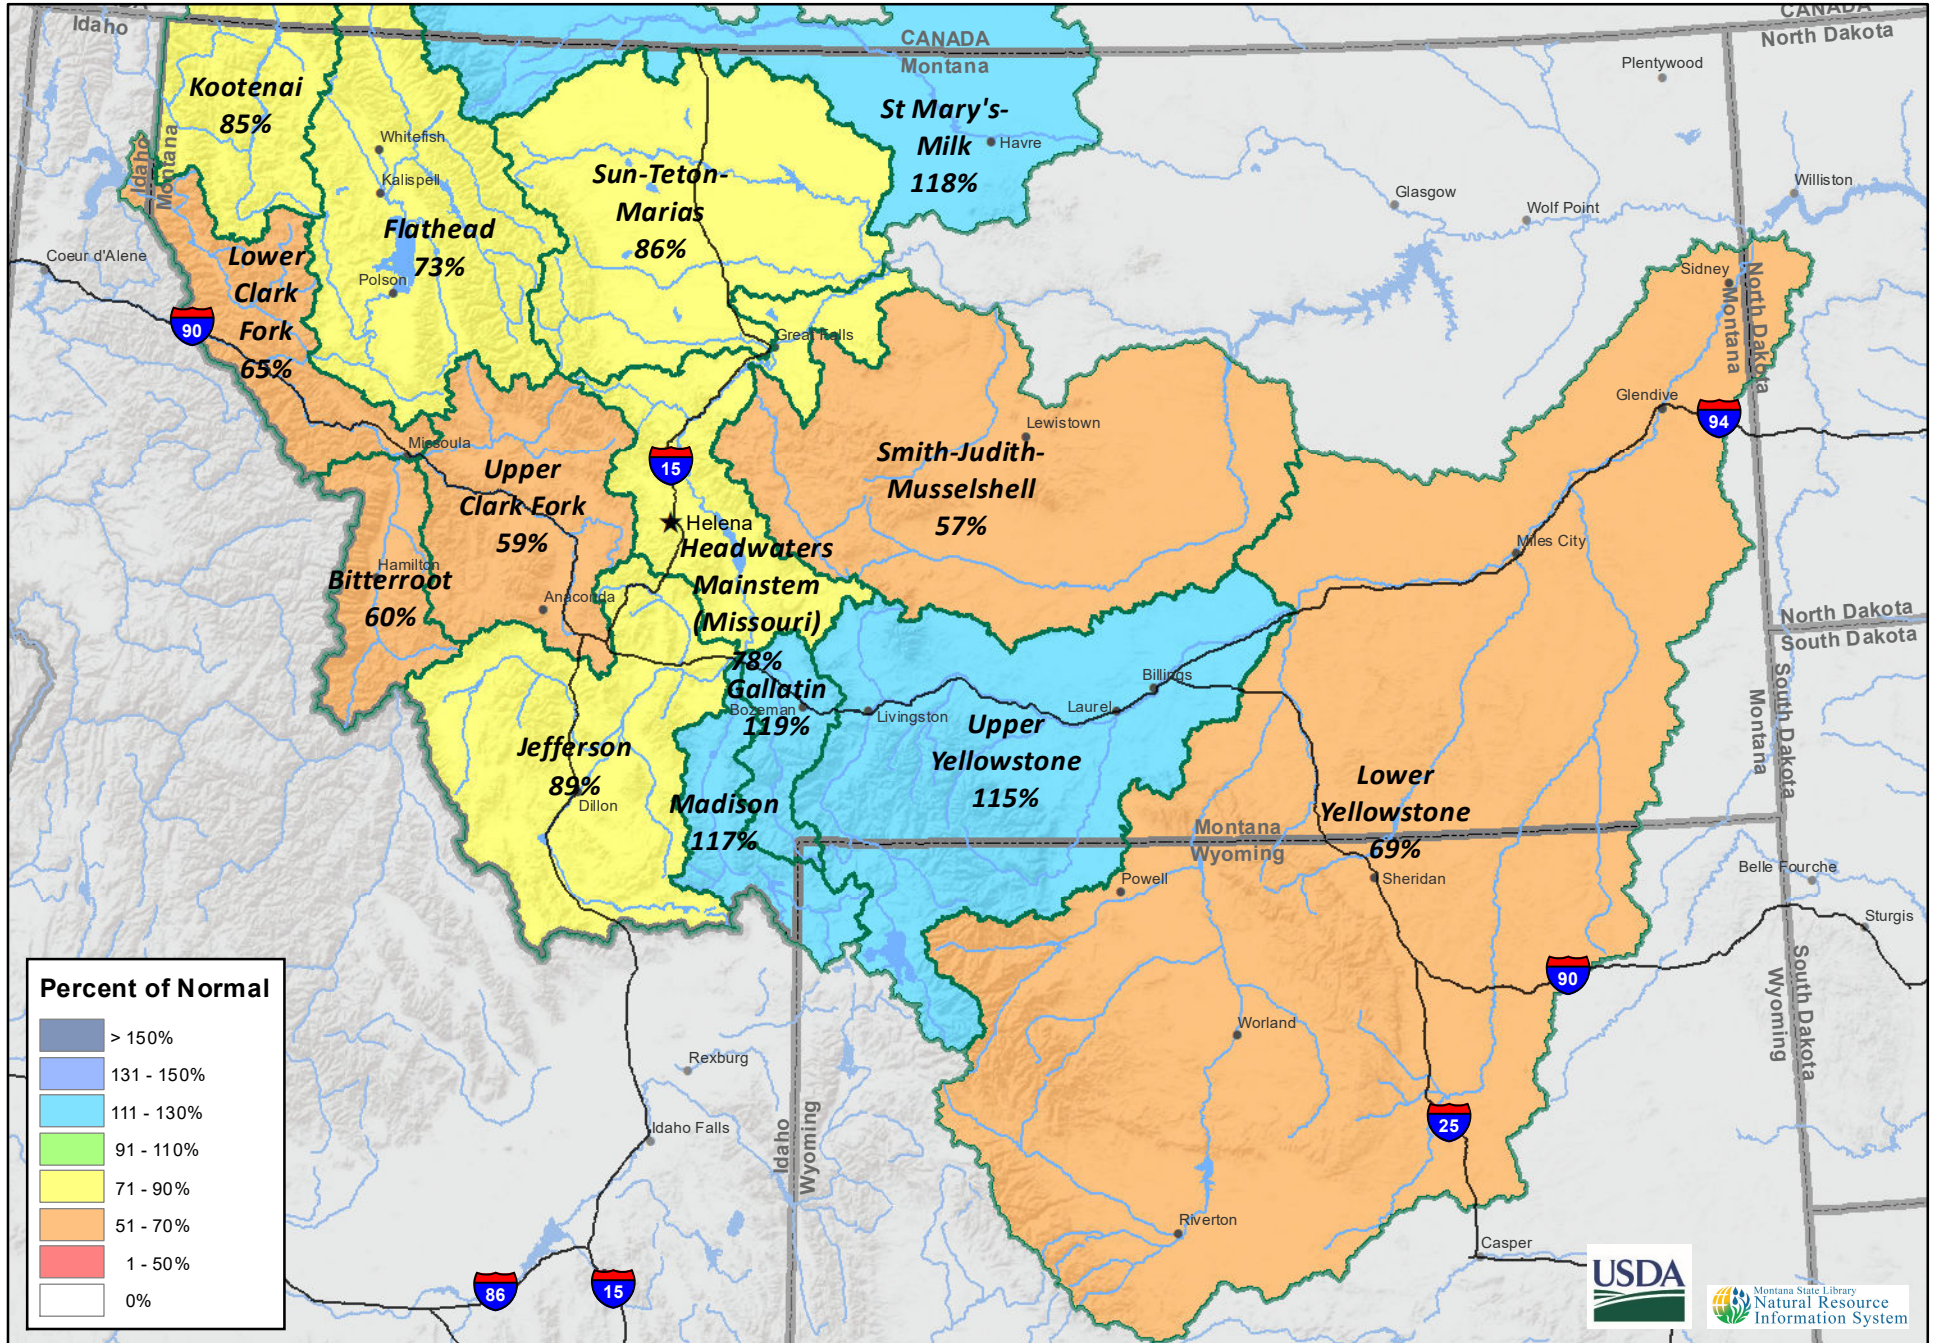 CANADA
Idaho
CANADA
Montana
CANADA
North Dakota
Plentywood
Kootenai
85%
Whitefish
St Mary's-
Milk
118%
Havre
Idaho
Montana
Kalispell
Sun-Teton-
Marias
86%
Glasgow
Wolf Point
Williston
Flathead
73%
Polson
Coeur d'Alene
Lower
Clark
Fork
65%
90
Sidney
Montana
North Dakota
Great Falls
Glendive
94
Lewistown
Missoula
Smith-Judith-
Musselshell
57%
15
Upper
Clark Fork
59%
Helena
Miles City
Headwaters
Mainstem
(Missouri)
78%
Hamilton
Bitterroot
60%
Anaconda
North Dakota
South Dakota
Gallatin
119%
Bozeman
Livingston
Billings
Laurel
Montana
South Dakota
Upper
Yellowstone
115%
Jefferson
89%
Dillon
Madison
117%
Lower
Yellowstone
69%
Montana
Wyoming
Powell
Sheridan
Belle Fourche
Sturgis
90
Wyoming
South Dakota
Worland
Rexburg
Idaho Falls
Idaho
Wyoming
25
Riverton
Casper
86
15
Percent of Normal
> 150%
131 - 150%
111 - 130%
91 - 110%
71 - 90%
51 - 70%
1 - 50%
0%
USDA
Montana State Library
Natural Resource
Information System